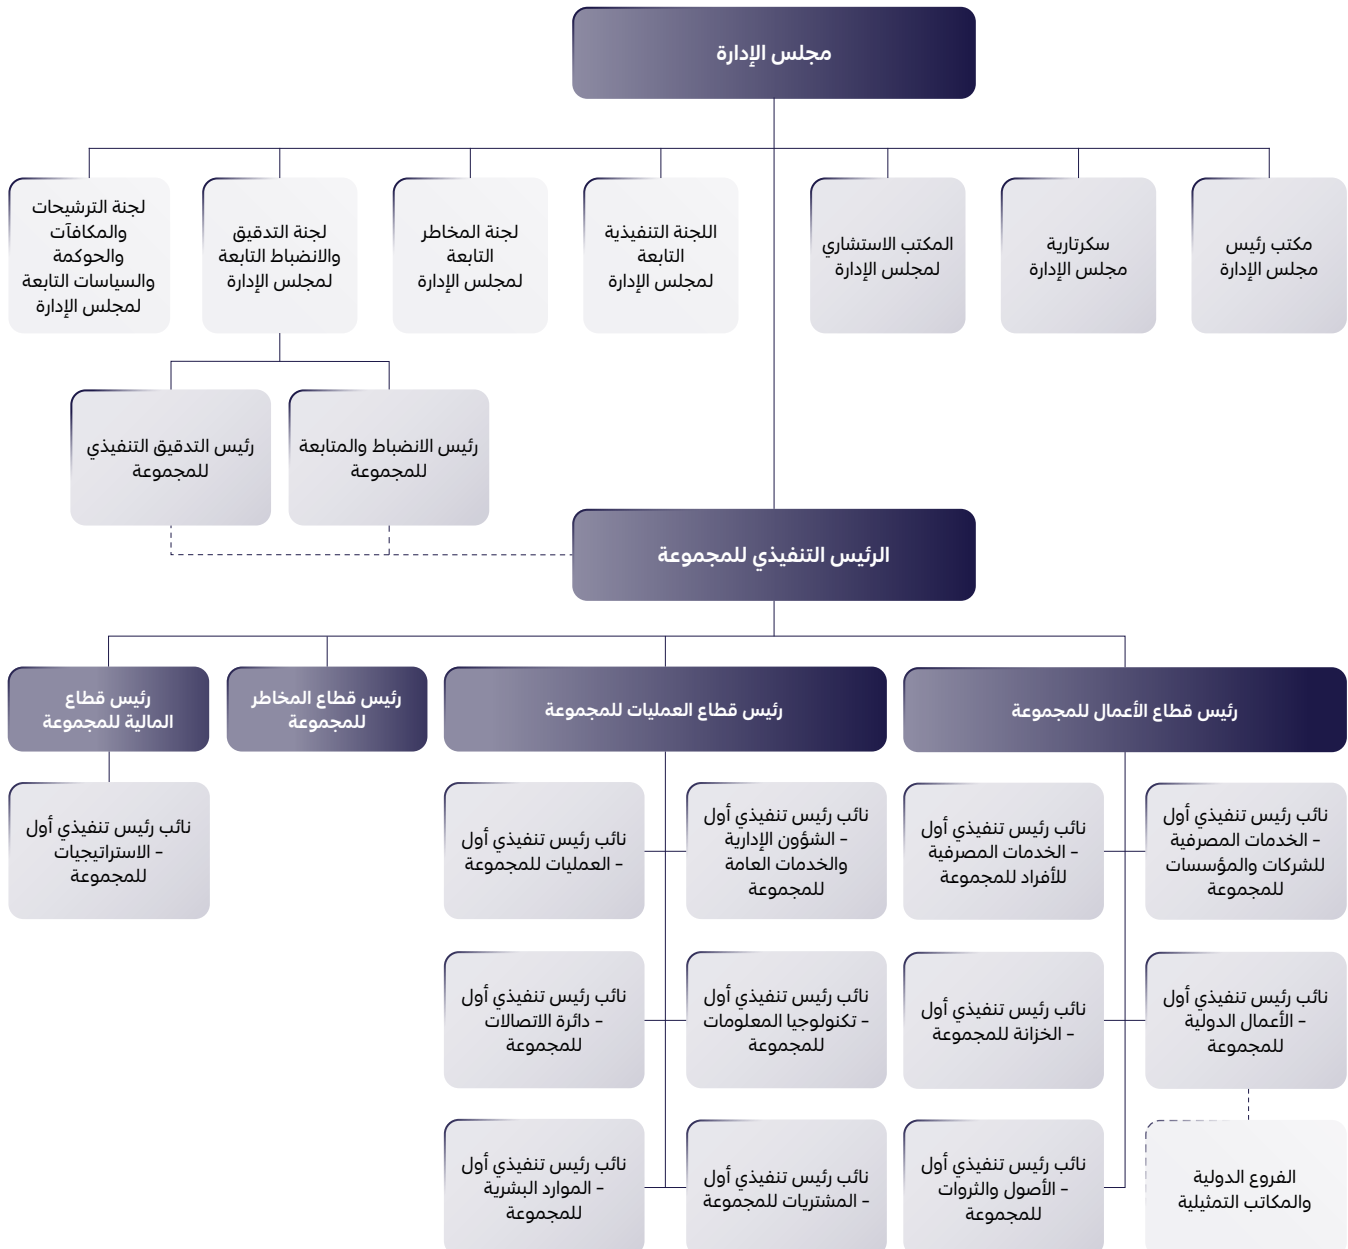 مجلس الإدارة
مكتب رئيس
مجلس الإدارة
سكرتارية
مجلس الإدارة
المكتب الاستشاري
لمجلس الإدارة
اللجنة التنفيذية
التابعة
لمجلس الإدارة
لجنة المخاطر
التابعة
لمجلس الإدارة
لجنة التدقيق
والانضباط التابعة
لمجلس الإدارة
لجنة الترشيحات
والمكافآت
والحوكمة
والسياسات التابعة
لمجلس الإدارة
رئيس الانضباط والمتابعة
للمجموعة
رئيس التدقيق التنفيذي
للمجموعة
الرئيس التنفيذي للمجموعة
رئيس قطاع الأعمال للمجموعة
رئيس قطاع العمليات للمجموعة
رئيس قطاع المخاطر
للمجموعة
رئيس قطاع
المالية للمجموعة
نائب رئيس تنفيذي أول
- الخدمات المصرفية
للشركات والمؤسسات
للمجموعة
نائب رئيس تنفيذي أول
- الخدمات المصرفية
للأفراد للمجموعة
نائب رئيس تنفيذي أول
- الشؤون الإدارية
والخدمات العامة
للمجموعة
نائب رئيس تنفيذي أول
- العمليات للمجموعة
نائب رئيس تنفيذي أول
- الاستراتيجيات
للمجموعة
نائب رئيس تنفيذي أول
- الأعمال الدولية
للمجموعة
نائب رئيس تنفيذي أول
- الخزانة للمجموعة
نائب رئيس تنفيذي أول
- تكنولوجيا المعلومات
للمجموعة
نائب رئيس تنفيذي أول
- دائرة الاتصالات
للمجموعة
الفروع الدولية
والمكاتب التمثيلية
نائب رئيس تنفيذي أول
- الأصول والثروات
للمجموعة
نائب رئيس تنفيذي أول
- المشتريات للمجموعة
نائب رئيس تنفيذي أول
- الموارد البشرية
للمجموعة